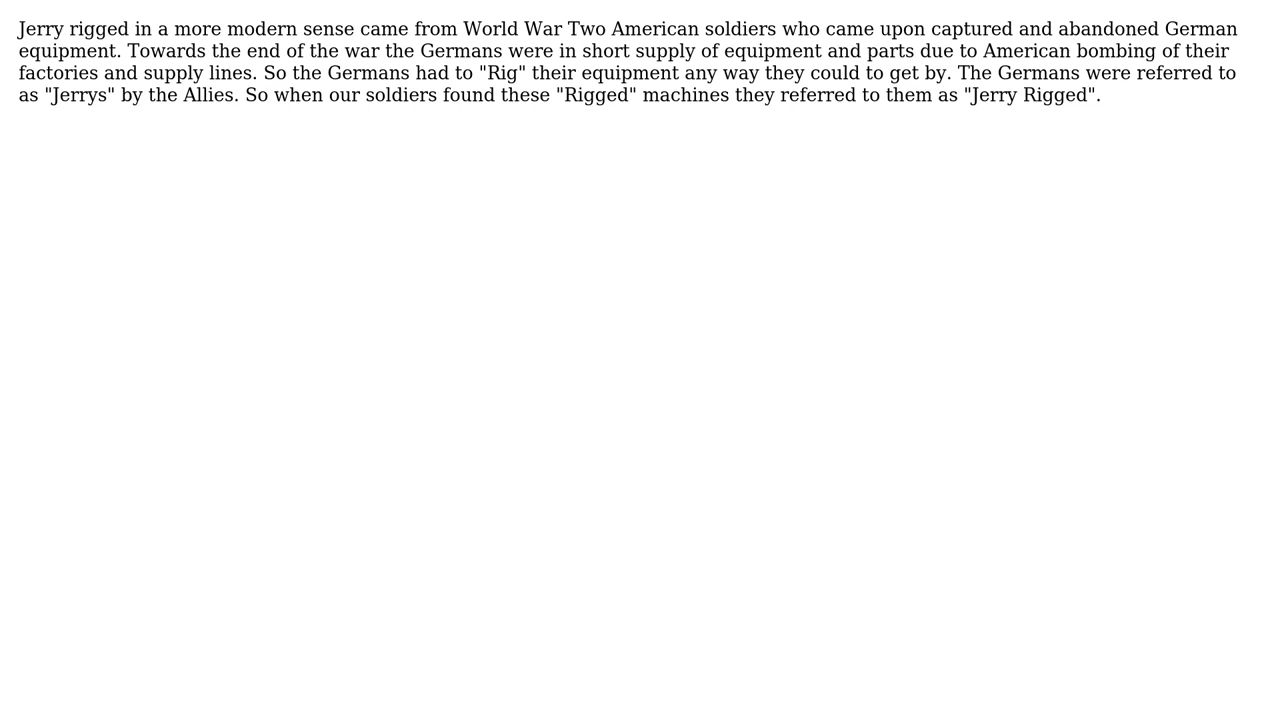 Jerry rigged in a more modern sense came from World War Two American soldiers who came upon captured and abandoned German
equipment. Towards the end of the war the Germans were in short supply of equipment and parts due to American bombing of their
factories and supply lines. So the Germans had to "Rig" their equipment any way they could to get by. The Germans were referred to
as "Jerrys" by the Allies. So when our soldiers found these "Rigged" machines they referred to them as "Jerry Rigged".